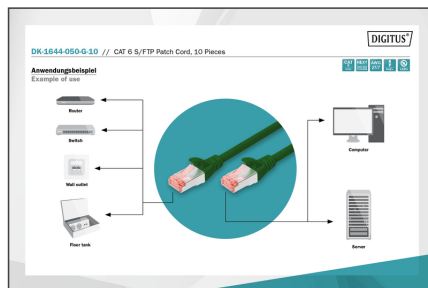 DIGITUS®
DK-1644-050-G-10 // CAT 6 S/FTP Patch Cord, 10 Pieces
Anwendungsbeispiel
Example of use
Router
Switch
Wall outlet
Floor tank
Computer
Server